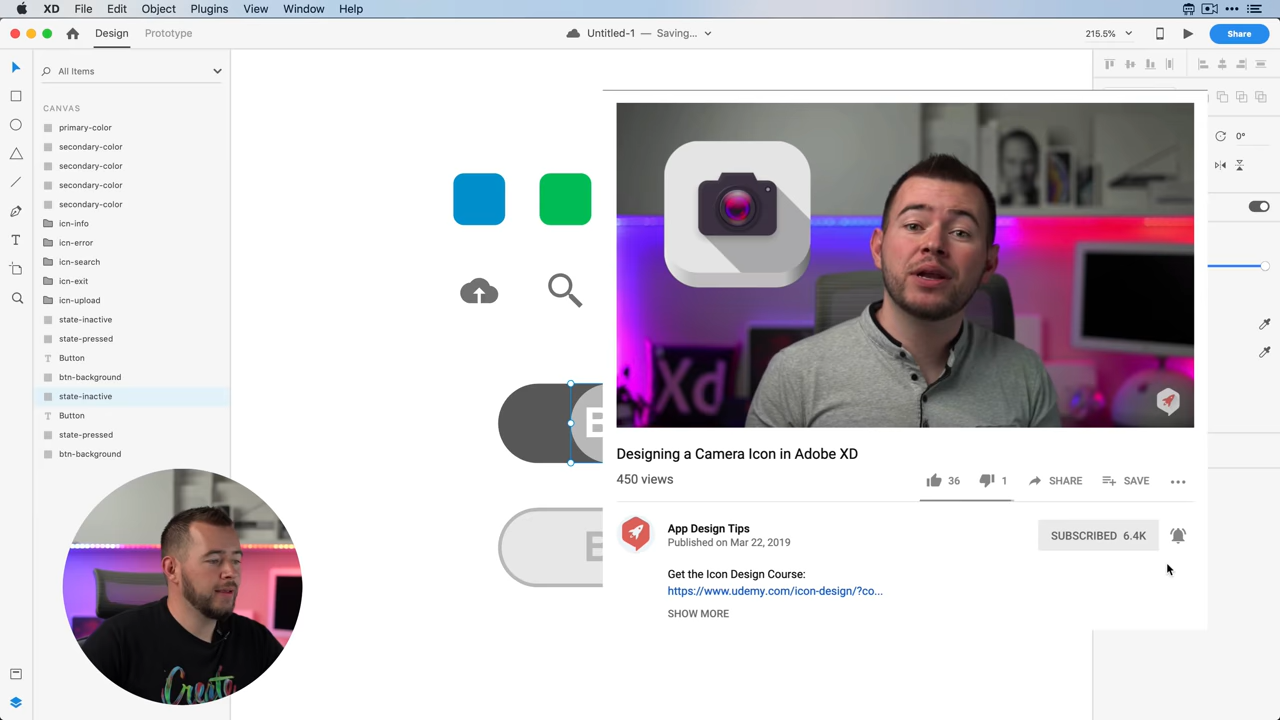 XD File Edit Object Plugins View Window Help
Design Prototype
Untitled-1 — Saving...
215.5%
Share
All Items
CANVAS
primary-color
secondary-color
secondary-color
secondary-color
secondary-color
icn-info
icn-error
icn-search
icn-exit
icn-upload
state-inactive
state-pressed
Button
btn-background
state-inactive
Button
state-pressed
btn-background
0°
B
B
Xd
Designing a Camera Icon in Adobe XD
450 views
36 1 SHARE SAVE
App Design Tips
Published on Mar 22, 2019
SUBSCRIBED 6.4K
Get the Icon Design Course:
https://www.udemy.com/icon-design/?co...
SHOW MORE
Create